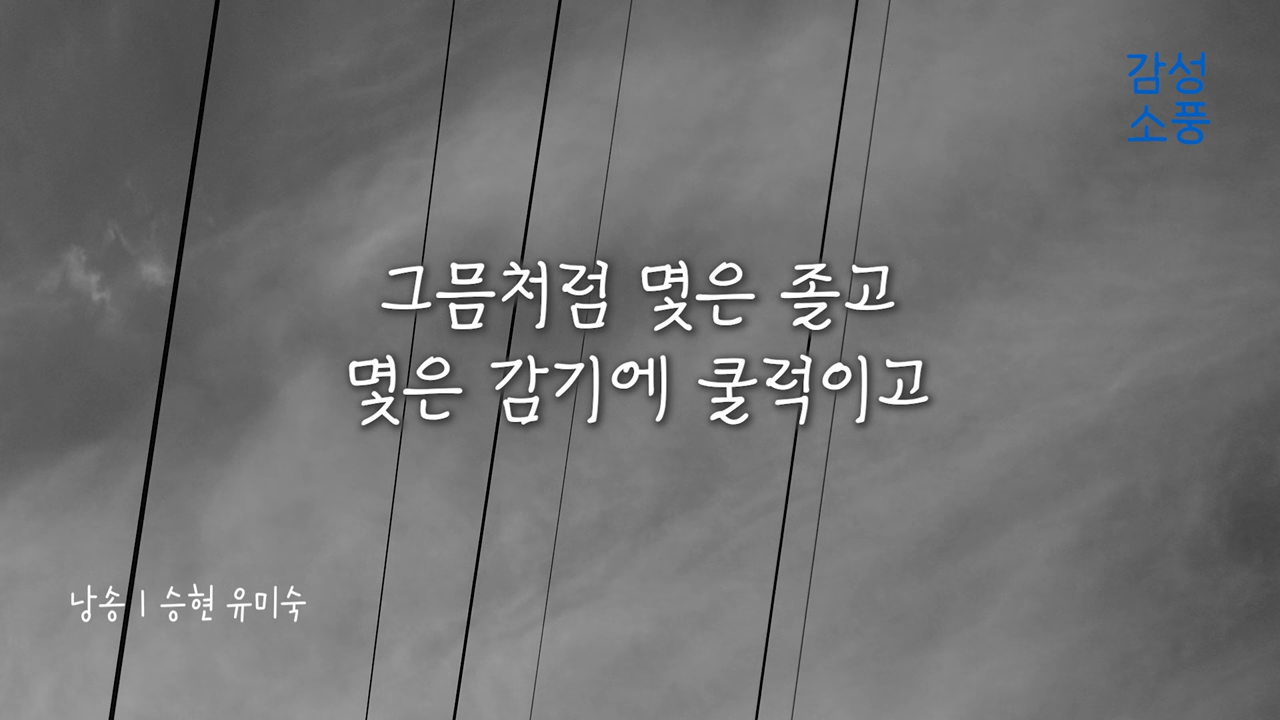 감성
소풍
그믐처럼 몇은 졸고
몇은 감기에 쿨럭이고
낭송 | 승현 유미숙